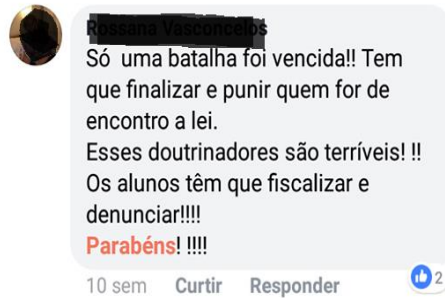 Só uma batalha foi vencida!! Tem
que finalizar e punir quem for de
encontro a lei.
Esses doutrinadores são terríveis! !!
Os alunos têm que fiscalizar e
denunciar!!!!
Parabéns! !!!!
10 sem Curtir Responder 2